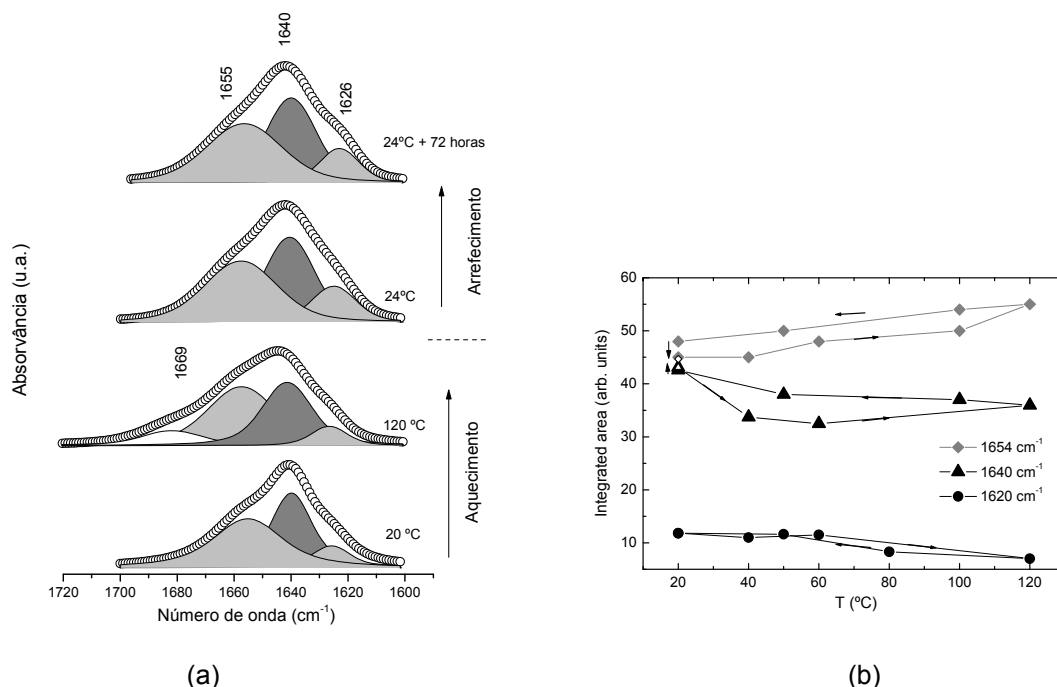 1640
1655
1626
24ºC + 72 horas
Arrefecimento
24ºC
1669
120 ºC
Aquecimento
20 ºC
Absorvância (u.a.)
1720 1700 1680 1660 1640 1620 1600
Número de onda (cm-1)
(a)
60
50
40
30
20
10
Integrated area (arb. units)
1654 cm-1
1640 cm-1
1620 cm-1
20 40 60 80 100 120
T (ºC)
(b)